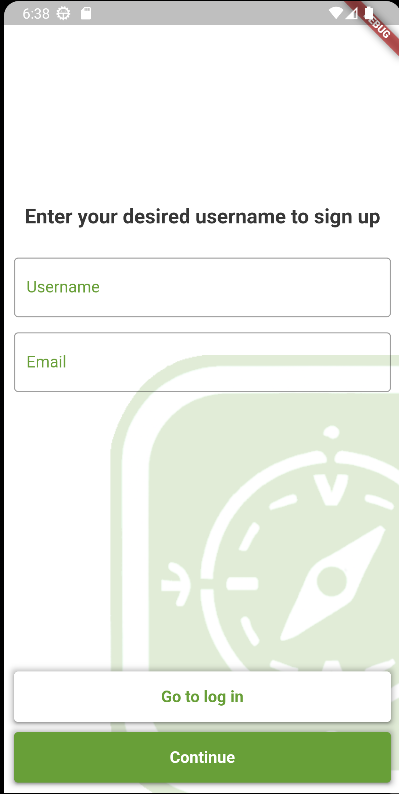 6:38
DEBUG
Enter your desired username to sign up
Username
Email
V
Go to log in
Continue